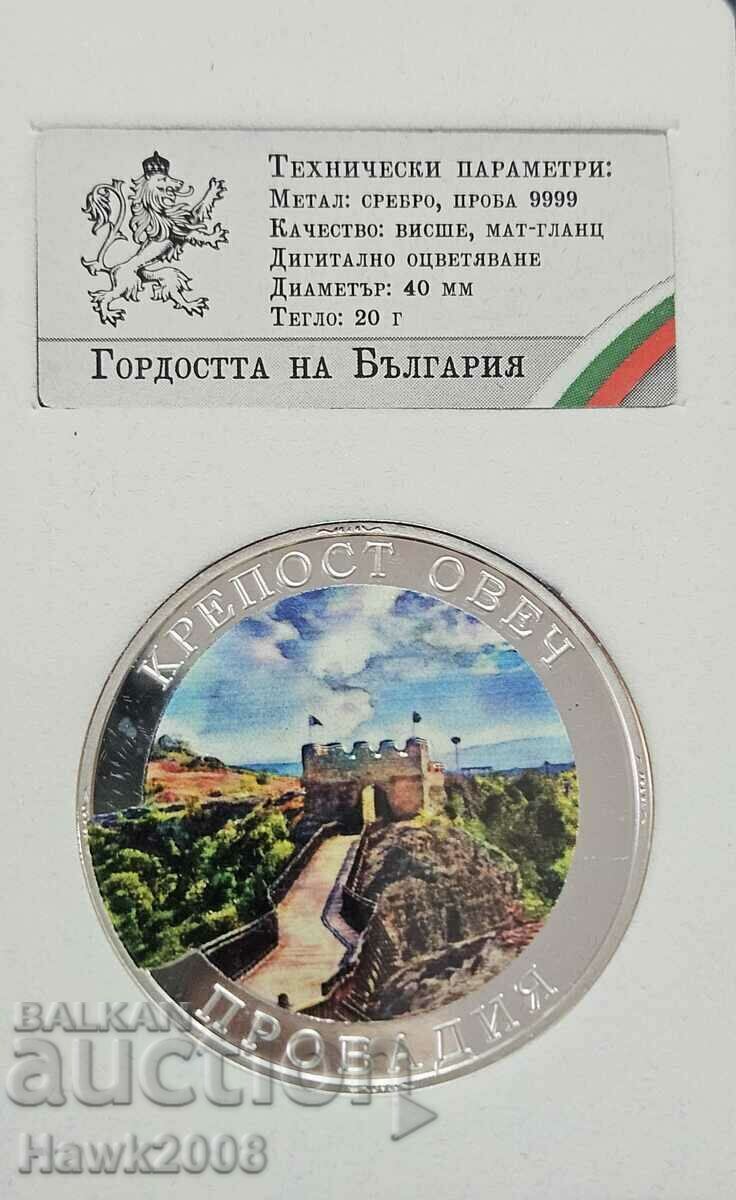 Технически параметри:
Метал: сребро, проба 9999
Качество: висше, мат-гланц
Дигитално оцветяване
Диаметър: 40 мм
Тегло: 20 г
Гордостта на България
КРЕПОСТ ОВЕЧ
ПРОВАДИЯ
BALKAN
auction
Hawk2008